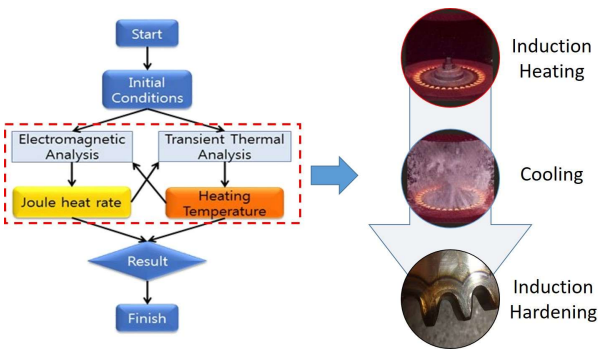 Start
Initial
Conditions
Electromagnetic
Analysis
Transient Thermal
Analysis
Joule heat rate
Heating
Temperature
Result
Finish
Induction
Heating
Cooling
Induction
Hardening